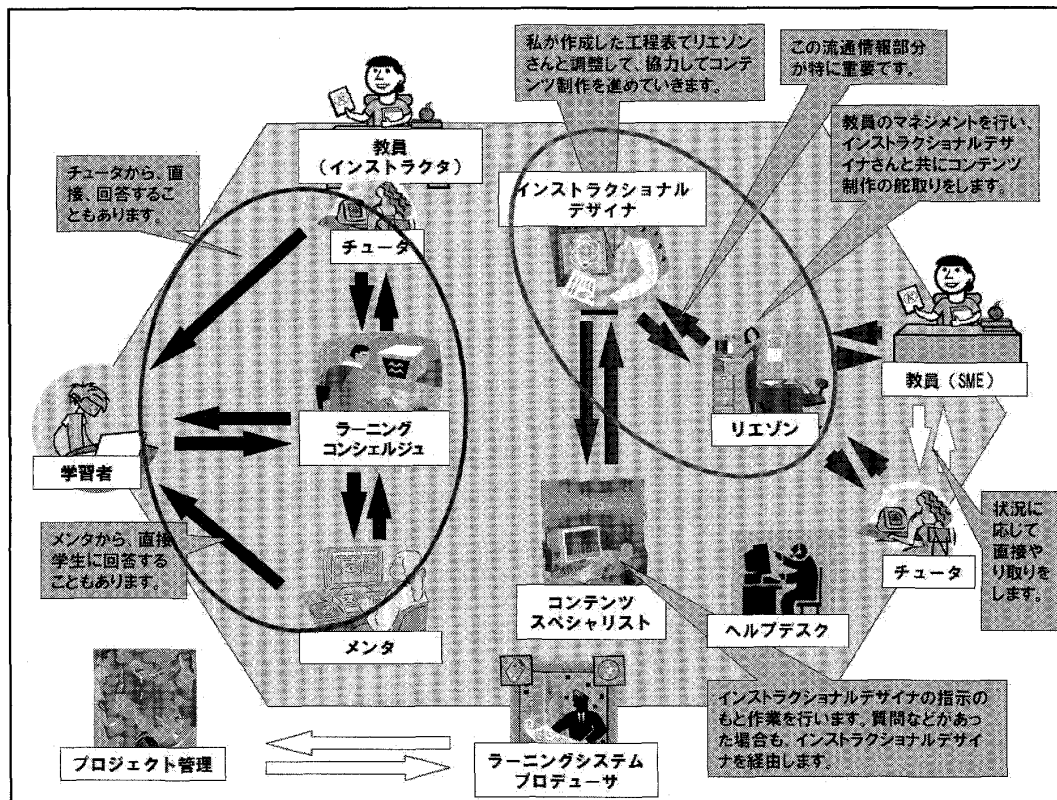 私が作成した工程表でリエゾン
さんと調整して、協力してコンテ
ンツ制作を進めていきます。
この流通情報部分
が特に重要です。
教員のマネジメントを行い、
インストラクショナルデザ
イナさんと共にコンテンツ
制作の舵取りをします。
教員
(インストラクタ)
チュータから、直
接、回答するこ
ともあります。
チュータ
インストラクショナル
デザイナ
教員(SME)
リエゾン
ラーニング
コンシェルジュ
学習者
メンタから、直接
学生に回答する
こともあります。
メンタ
コンテンツ
スペシャリスト
ヘルプデスク
チュータ
状況に
応じて
直接や
り取りを
します。
インストラクショナルデザイナの指示の
もと作業を行います。質問などがあっ
た場合も、インストラクショナルデザイ
ナを経由します。
プロジェクト管理
ラーニングシステム
プロデューサ